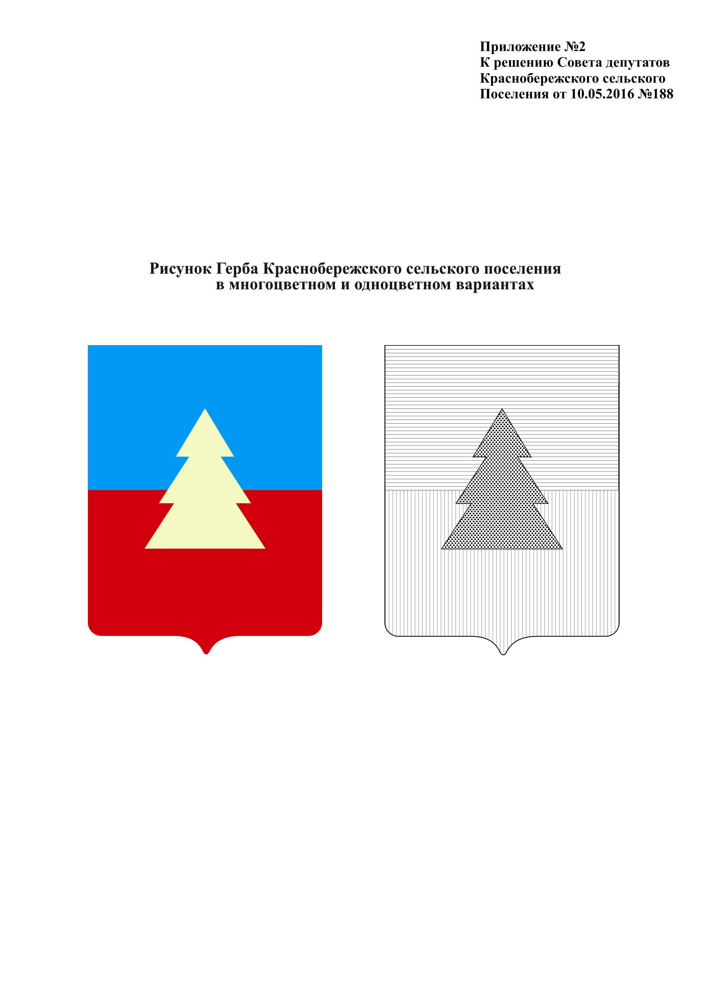 Приложение №2
К решению Совета депутатов
Краснобережского сельского
Поселения от 10.05.2016 №188
Рисунок Герба Краснобережского сельского поселения
в многоцветном и одноцветном вариантах